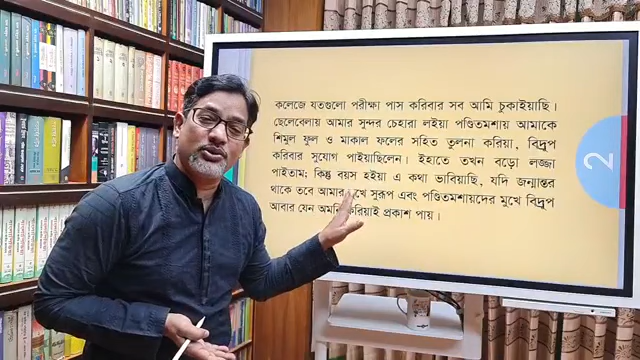 কলেজে যতগুলো পরীক্ষা পাস করিবার সব আমি চুকাইয়াছি।
ছেলেবেলায় আমার সুন্দর চেহারা লইয়া পণ্ডিতমশায় আমাকে
শিমুল ফুল ও মাকাল ফলের সহিত তুলনা করিয়া, বিদ্রূপ
করিবার সুযোগ পাইয়াছিলেন। ইহাতে তখন বড়ো লজ্জা
পাইতাম; কিন্তু বয়স হইয়া এ কথা ভাবিয়াছি, যদি জন্মান্তর
থাকে তবে আমার মুখে সুরূপ এবং পণ্ডিতমশায়দের মুখে বিদ্রূপ
আবার যেন অমনি করিয়াই প্রকাশ পায়।
2